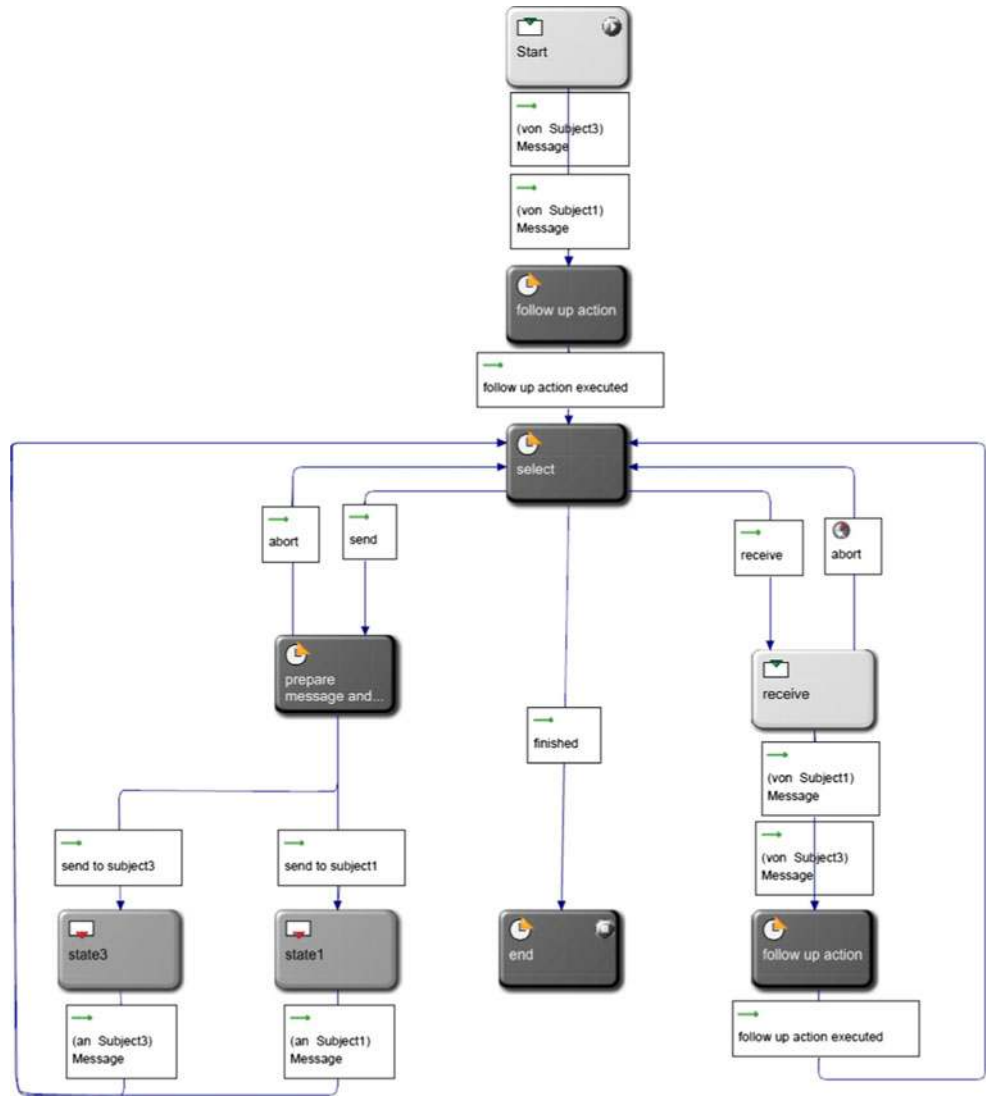 Start
(von Subject3)
Message
(von Subject1)
Message
follow up action
follow up action executed
select
abort
send
receive
abort
prepare
message and...
receive
finished
(von Subject1)
Message
(von Subject3)
Message
send to subject3
send to subject1
state3
state1
end
follow up action
(an Subject3)
Message
(an Subject1)
Message
follow up action executed